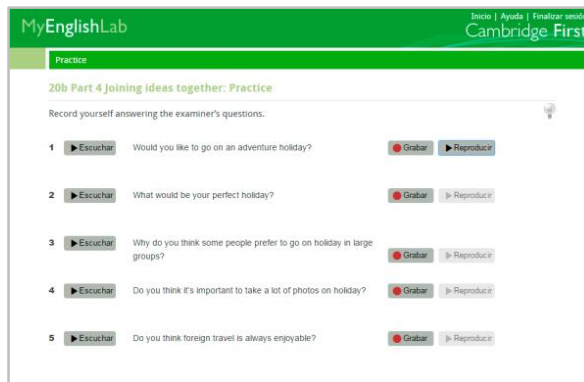 MyEnglishLab
Inicio | Ayuda | Finalizar sesión
Cambridge First
Practice
20b Part 4 Joining ideas together: Practice
Record yourself answering the examiner's questions.
1 Escuchar Would you like to go on an adventure holiday? Grabar Reproducir
2 Escuchar What would be your perfect holiday? Grabar Reproducir
3 Escuchar Why do you think some people prefer to go on holiday in large
groups? Grabar Reproducir
4 Escuchar Do you think it's important to take a lot of photos on holiday? Grabar Reproducir
5 Escuchar Do you think foreign travel is always enjoyable? Grabar Reproducir